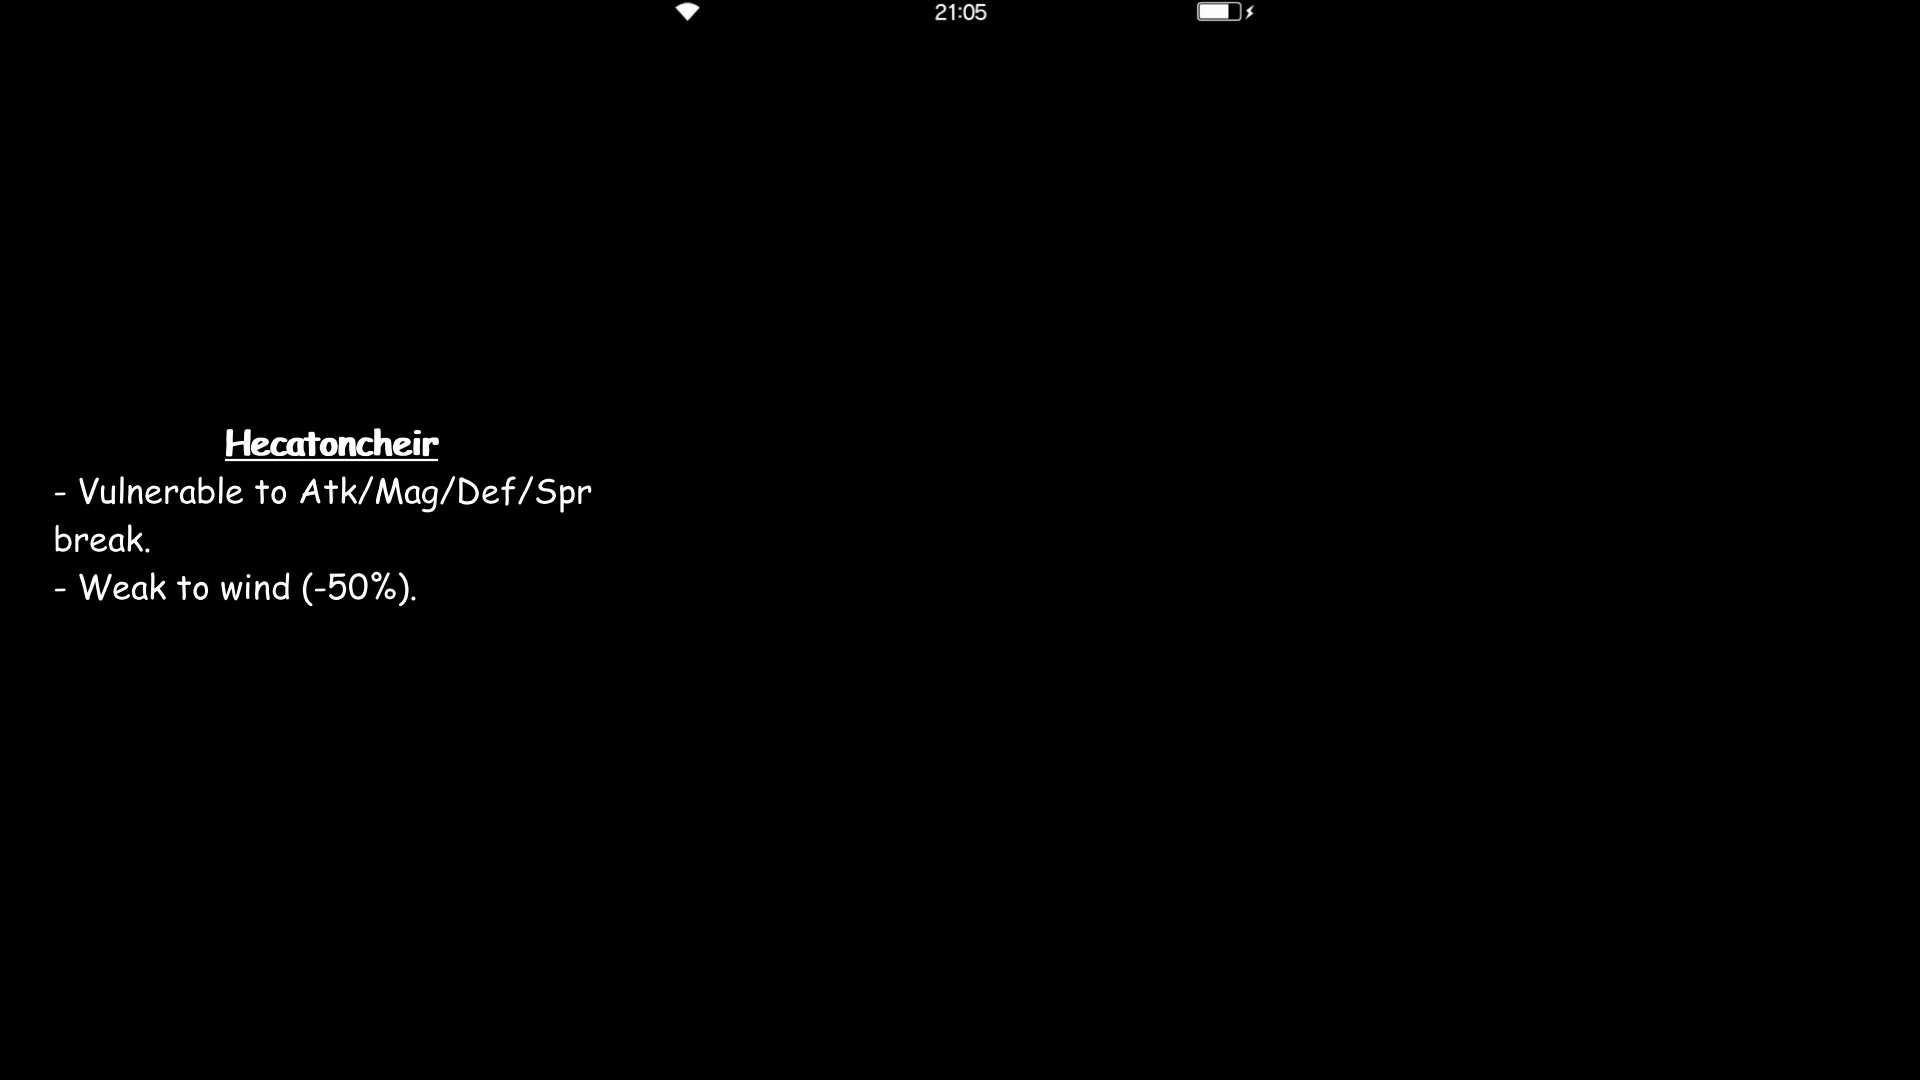 21:05
Hecatoncheir
- Vulnerable to Atk/Mag/Def/Spr
break.
- Weak to wind (-50%).